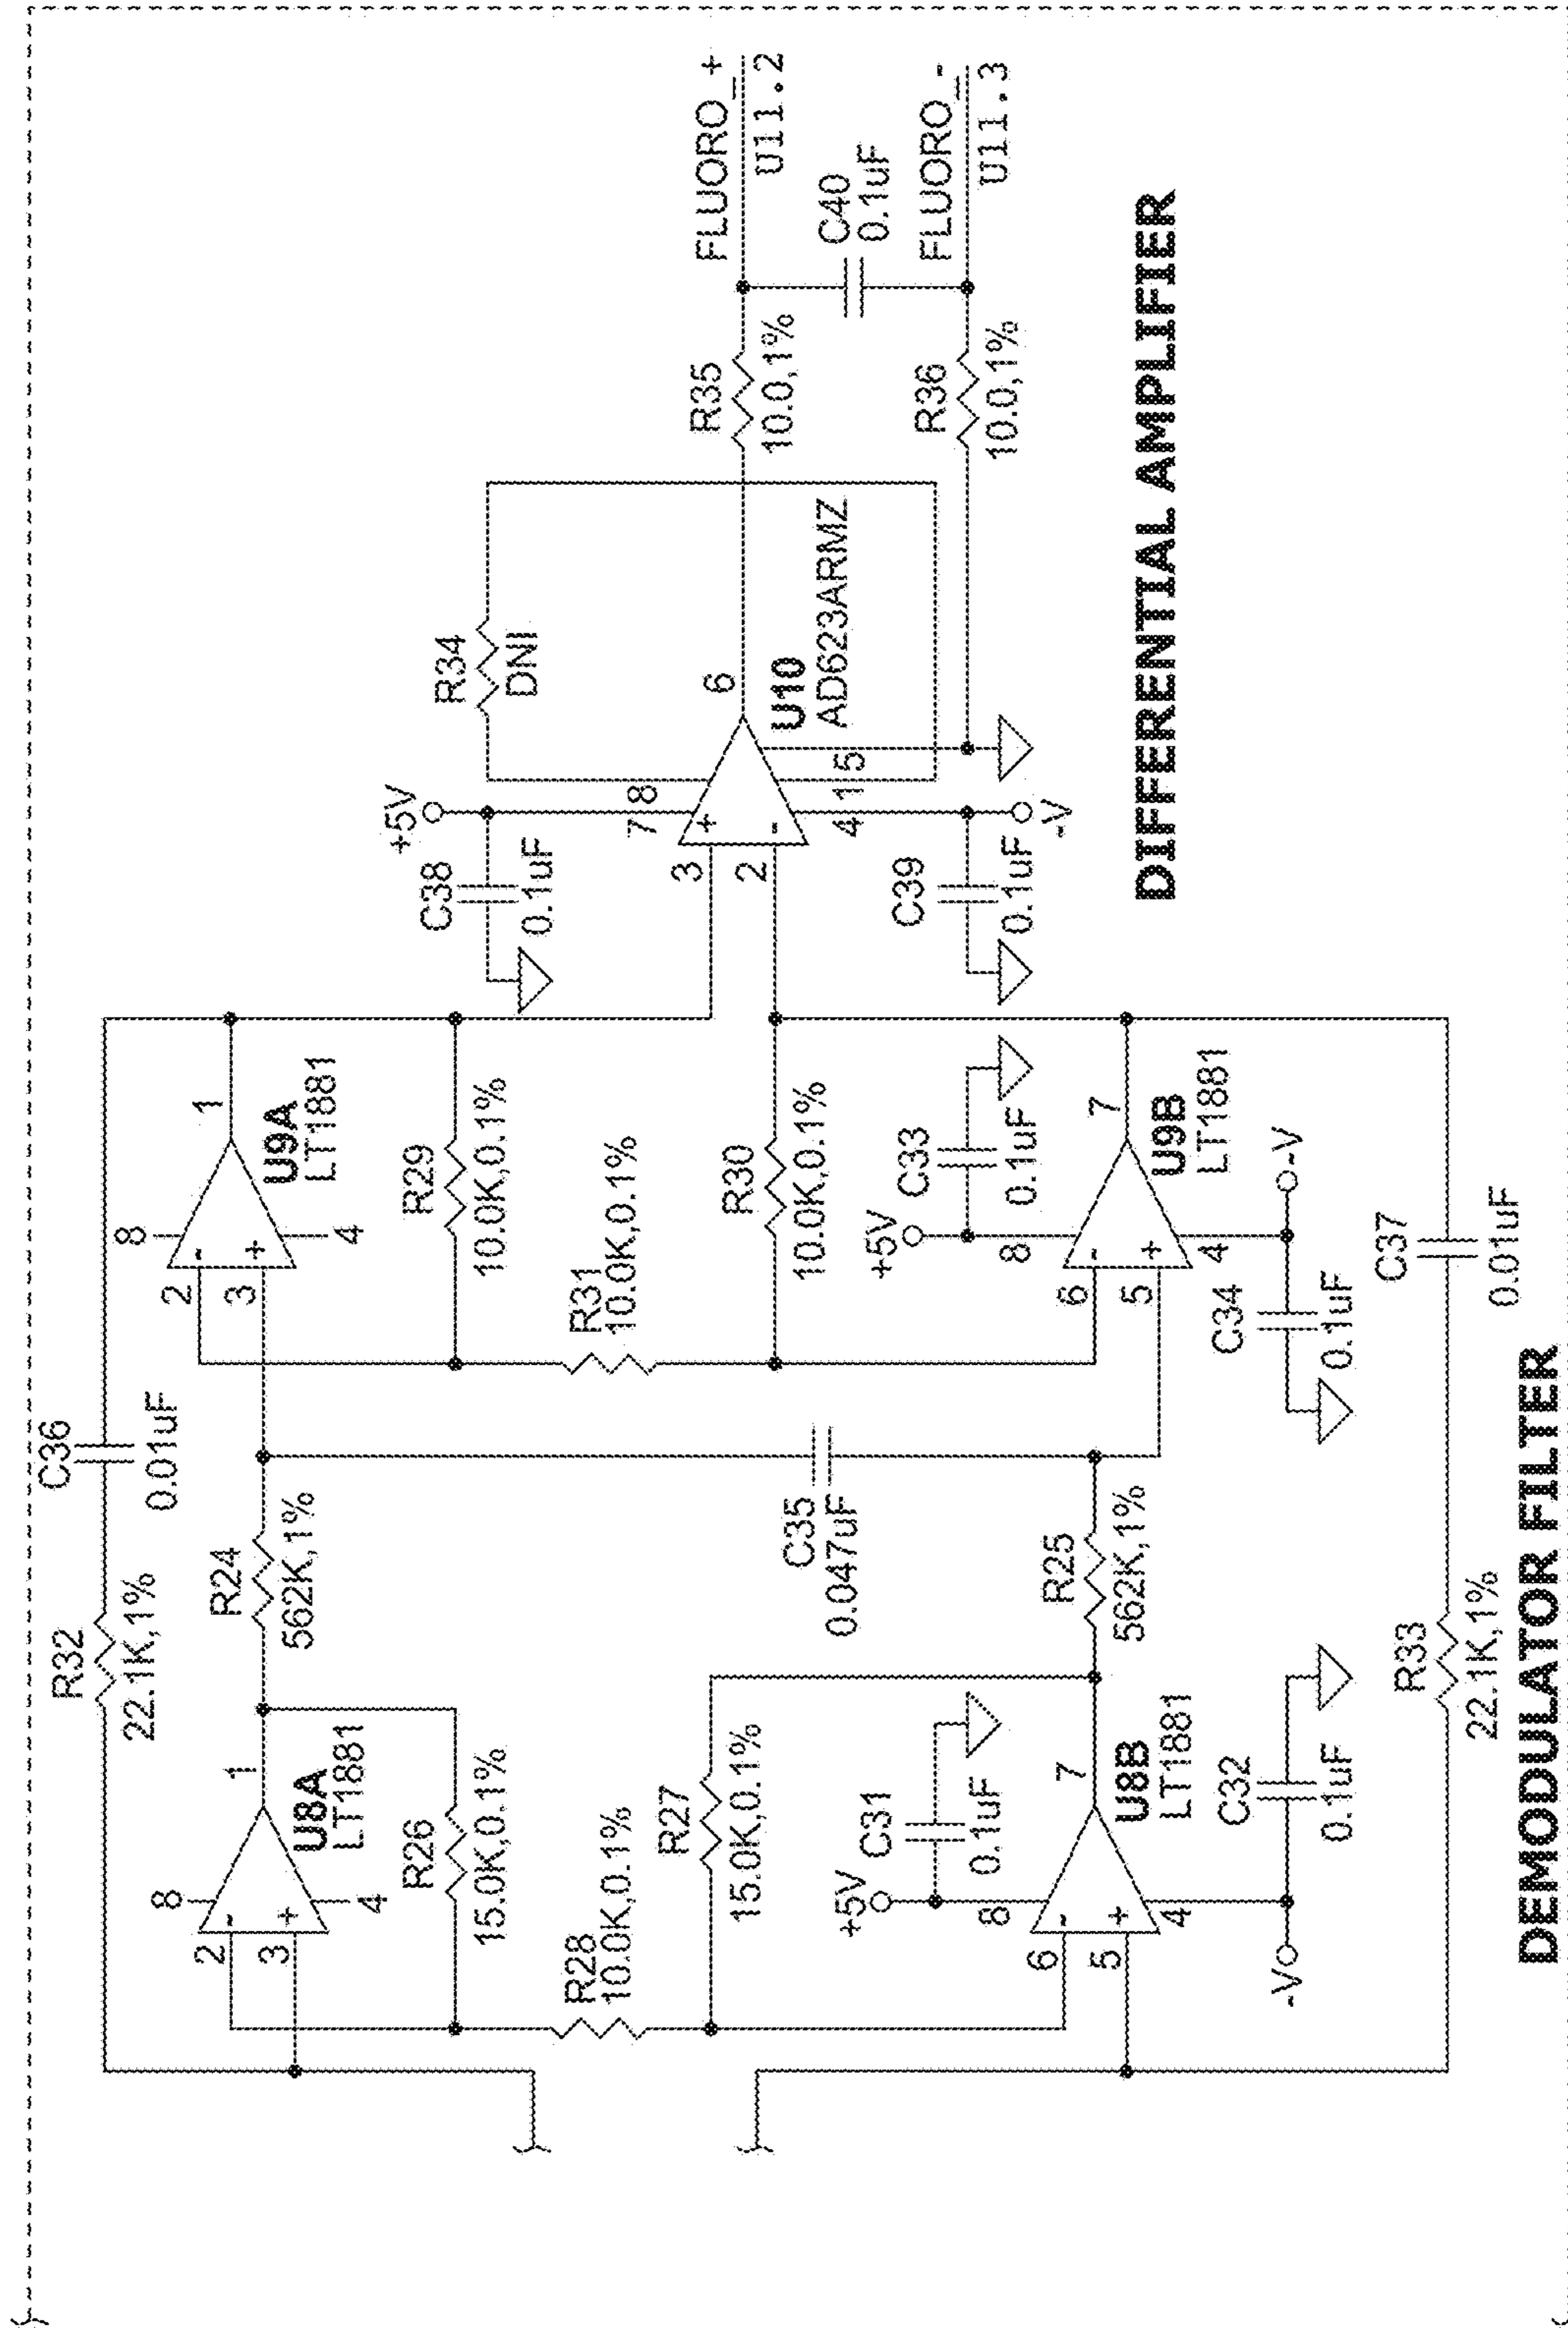 C36
0.01uF
R32
22.1K,1%
8
2
-
3
+
1
4
U8A
LT1881
R24
562K,1%
8
2
-
3
+
1
4
U9A
LT1881
R26
15.0K,0.1%
R29
10.0K,0.1%
R28
10.0K,0.1%
R31
10.0K,0.1%
R27
15.0K,0.1%
R30
10.0K,0.1%
C35
0.047uF
+5V
C31
0.1uF
8
6
-
5
+
7
4
U8B
LT1881
-V
C32
0.1uF
R25
562K,1%
+5V
C33
0.1uF
8
6
-
5
+
7
4
U9B
LT1881
-V
C34
0.1uF
R33
22.1K,1%
C37
0.01uF
DEMODULATOR FILTER
+5V
C38
0.1uF
R34
DNI
7
8
3
+
2
-
6
4
1
5
U10
AD623ARMZ
C39
0.1uF
-V
R35
10.0,1%
R36
10.0,1%
FLUORO_+
U11.2
C40
0.1uF
FLUORO_-
U11.3
DIFFERENTIAL AMPLIFIER